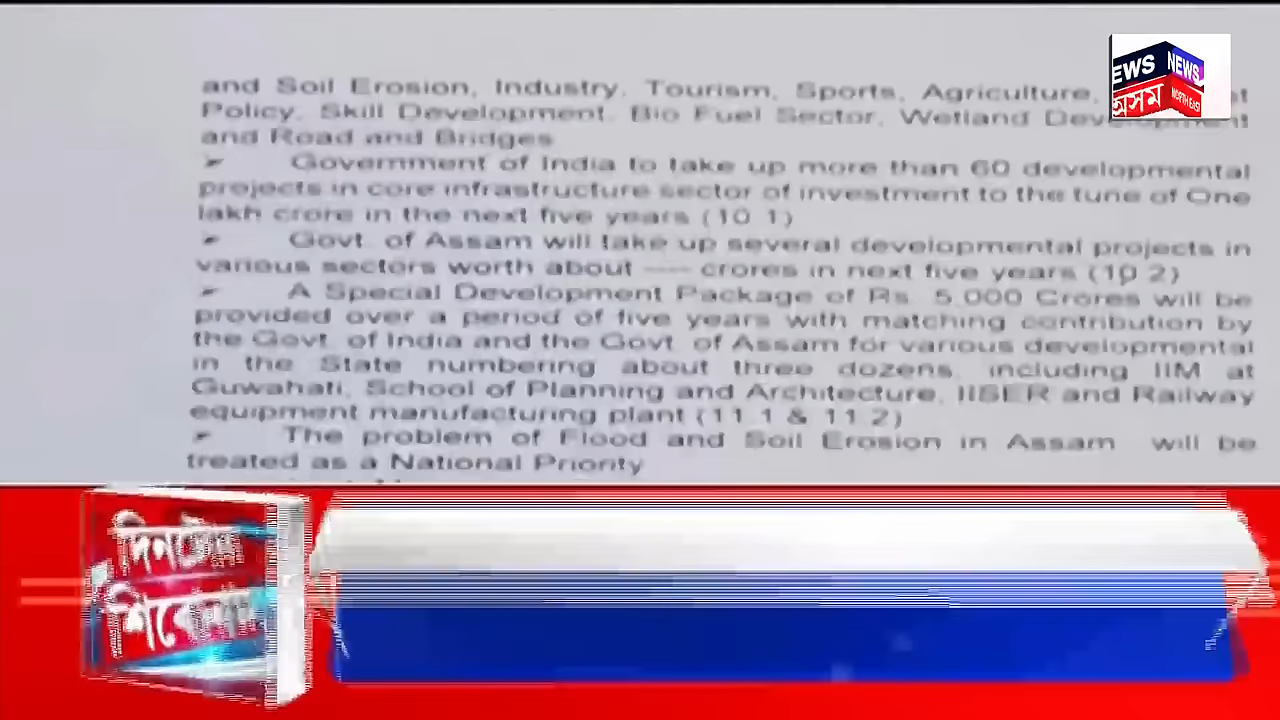 and Soil Erosion, Industry, Tourism, Sports, Agriculture,
Policy, Skill Development, Bio Fuel Sector, Wetland Development
and Road and Bridges
➢ Government of India to take up more than 60 developmental
projects in core infrastructure sector of investment to the tune of One
lakh crore in the next five years (10.1)
➢ Govt. of Assam will take up several developmental projects in
various sectors worth about ---- crores in next five years (10.2)
➢ A Special Development Package of Rs. 5,000 Crores will be
provided over a period of five years with matching contribution by
the Govt. of India and the Govt. of Assam for various developmental
in the State numbering about three dozens, including IIM at
Guwahati, School of Planning and Architecture, IISER and Railway
equipment manufacturing plant (11.1 & 11.2)
➢ The problem of Flood and Soil Erosion in Assam will be
treated as a National Priority
NEWS NEWS
অসম NORTH EAST
দিনটোৰ